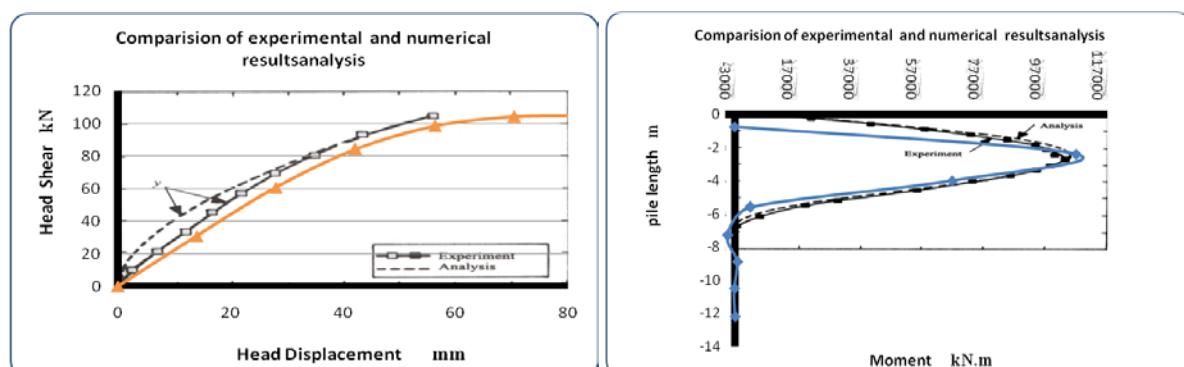 Comparision of experimental and numerical
resultsanalysis
120
100
80
60
40
20
0
Head Shear kN
y
Experiment
Analysis
0 20 40 60 80
Head Displacement mm
Comparision of experimental and numerical resultsanalysis
-3000 17000 37000 57000 77000 97000 117000
0
-2
-4
-6
-8
-10
-12
-14
pile length m
Analysis
Experiment
Moment kN.m